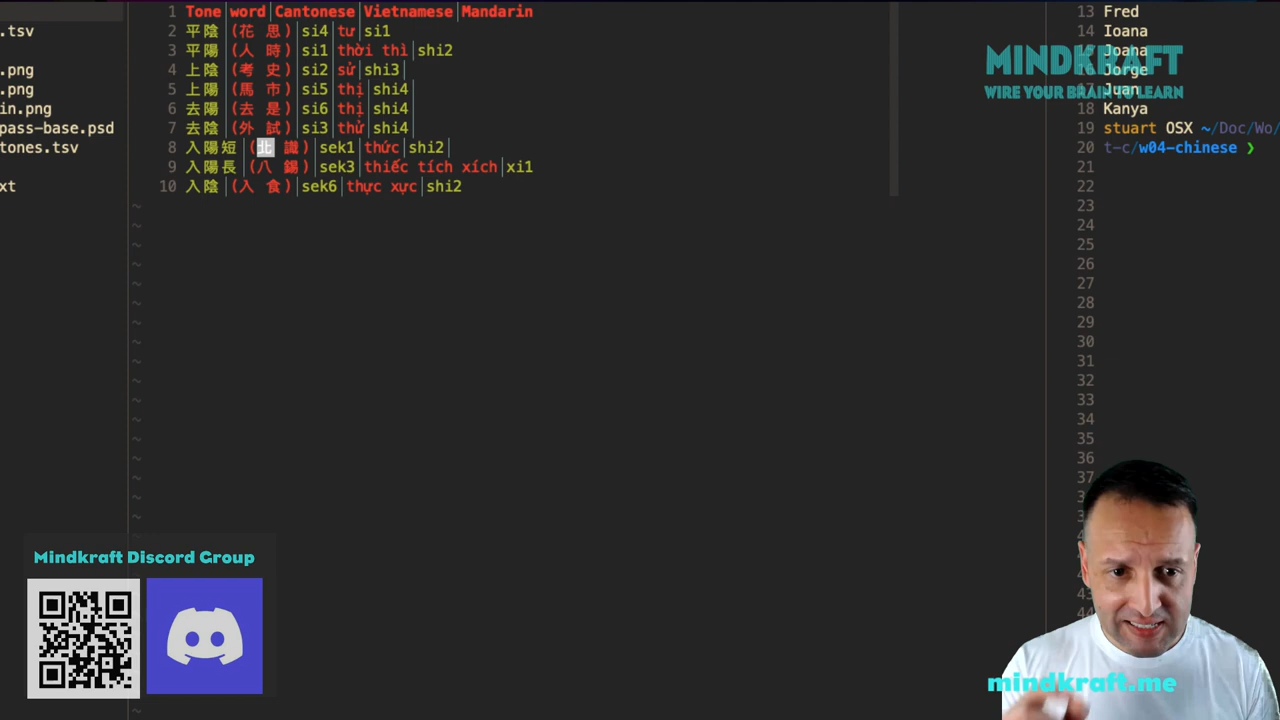 .tsv
.png
.png
in.png
pass-base.psd
tones.tsv
xt
1 Tone word Cantonese Vietnamese Mandarin
2 平陰 (花 思) si4 tư si1
3 平陽 (人 時) si1 thời thì shi2
4 上陰 (考 史) si2 sử shi3
5 上陽 (馬 市) si5 thị shi4
6 去陽 (去 是) si6 thị shi4
7 去陰 (外 試) si3 thử shi4
8 入陽短 (北 識) sek1 thức shi2
9 入陽長 (八 錫) sek3 thiếc tích xích xi1
10 入陰 (入 食) sek6 thực xực shi2
13 Fred
14 Ioana
15 Joana
16 Jorge
17 Juan
18 Kanya
19 stuart OSX ~/Doc/Wo/
20 t-c/w04-chinese ❯
21
22
23
24
25
26
27
28
29
30
31
32
33
34
35
36
37
MINDKRAFT
WIRE YOUR BRAIN TO LEARN
Mindkraft Discord Group
mindkraft.me